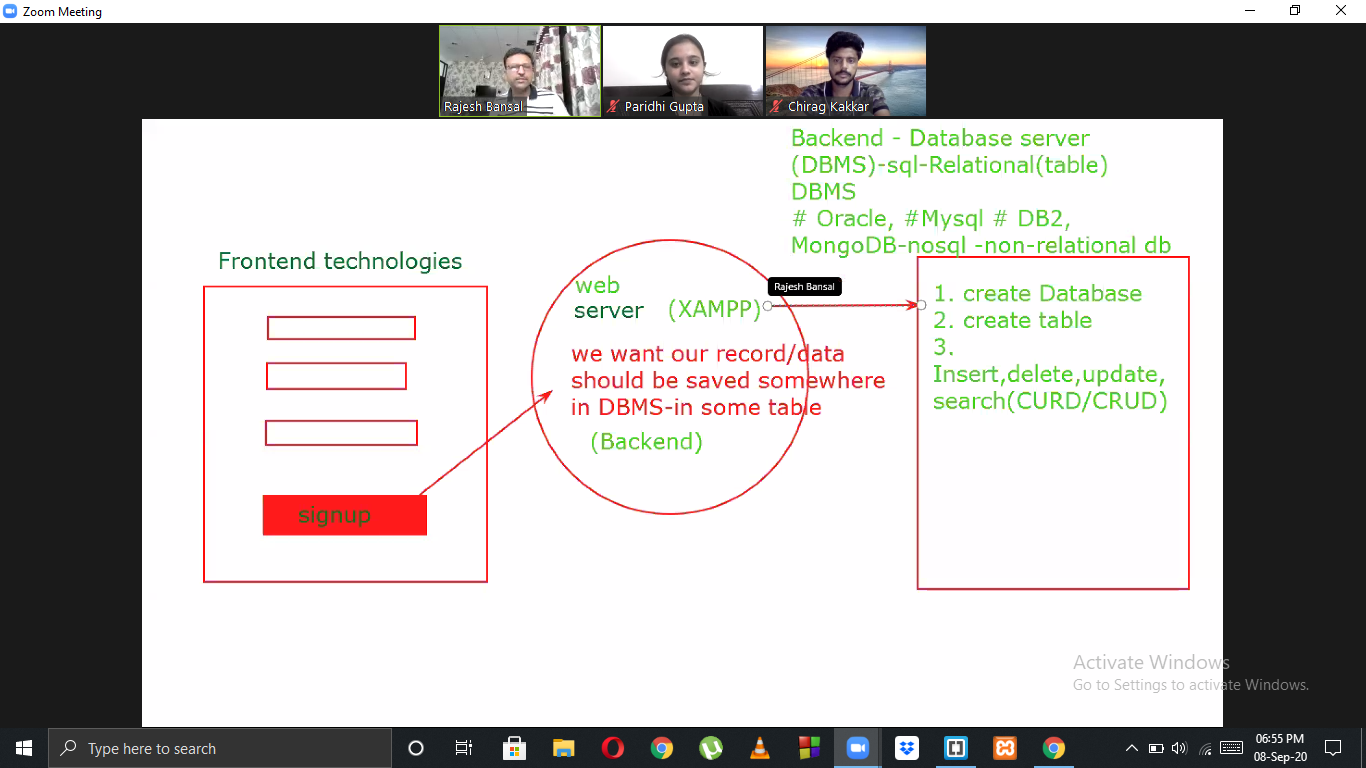 Zoom Meeting
Rajesh Bansal
Paridhi Gupta
Chirag Kakkar
Backend - Database server
(DBMS)-sql-Relational(table)
DBMS
# Oracle, #Mysql # DB2,
MongoDB-nosql -non-relational db
Frontend technologies
signup
web
server (XAMPP)
Rajesh Bansal
we want our record/data
should be saved somewhere
in DBMS-in some table
(Backend)
1. create Database
2. create table
3.
Insert,delete,update,
search(CURD/CRUD)
Activate Windows
Go to Settings to activate Windows.
Type here to search
06:55 PM
08-Sep-20